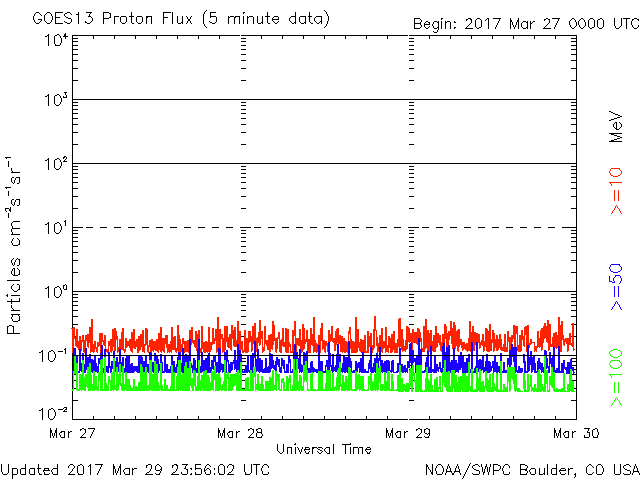 GOES13 Proton Flux (5 minute data)
Begin: 2017 Mar 27 0000 UTC
10⁴
10³
10²
10¹
10⁰
10⁻¹
10⁻²
Particles cm⁻²s⁻¹sr⁻¹
MeV
>=10
>=50
>=100
Mar 27
Mar 28
Mar 29
Mar 30
Universal Time
Updated 2017 Mar 29 23:56:02 UTC
NOAA/SWPC Boulder, CO USA